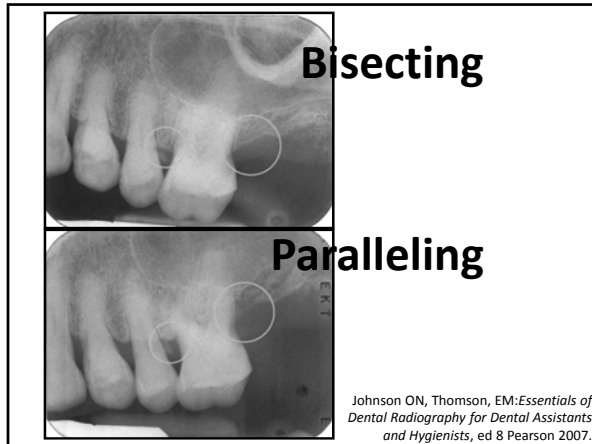 Bisecting
Paralleling
EKT
Johnson ON, Thomson, EM:Essentials of
Dental Radiography for Dental Assistants
and Hygienists, ed 8 Pearson 2007.